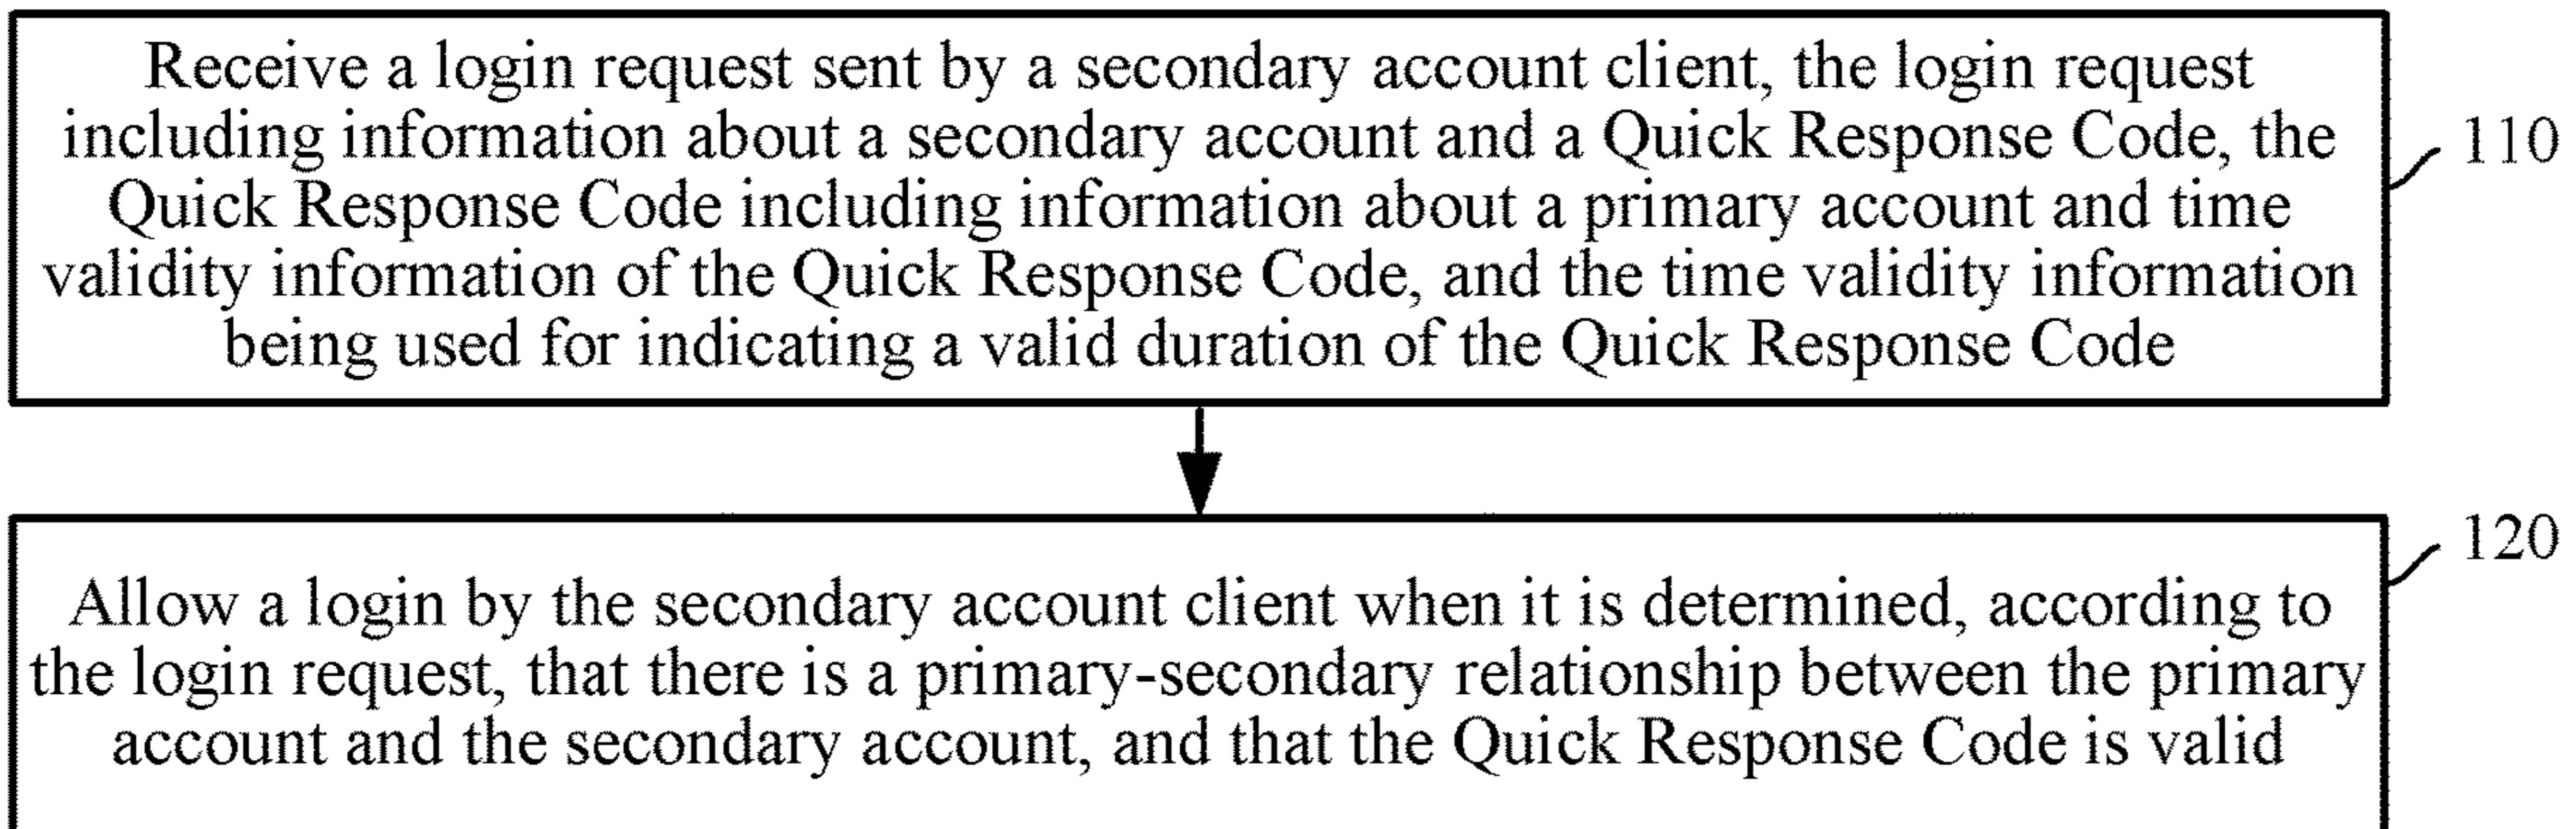 Receive a login request sent by a secondary account client, the login request
including information about a secondary account and a Quick Response Code, the
Quick Response Code including information about a primary account and time
validity information of the Quick Response Code, and the time validity information
being used for indicating a valid duration of the Quick Response Code
110
120
Allow a login by the secondary account client when it is determined, according to
the login request, that there is a primary-secondary relationship between the primary
account and the secondary account, and that the Quick Response Code is valid